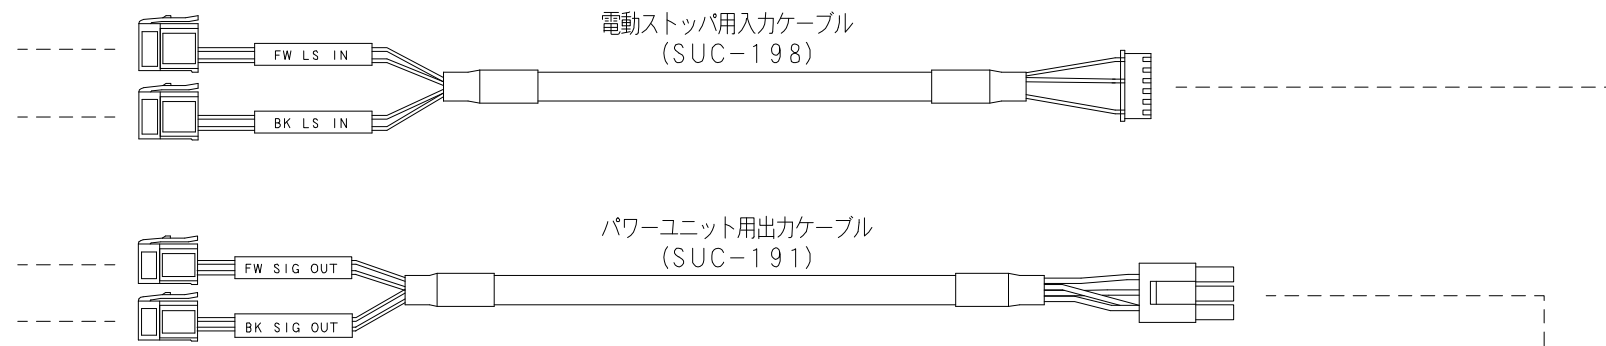 電動ストッパ用入力ケーブル
(SUC-198)
FW LS IN
BK LS IN
パワーユニット用出力ケーブル
(SUC-191)
FW SIG OUT
BK SIG OUT